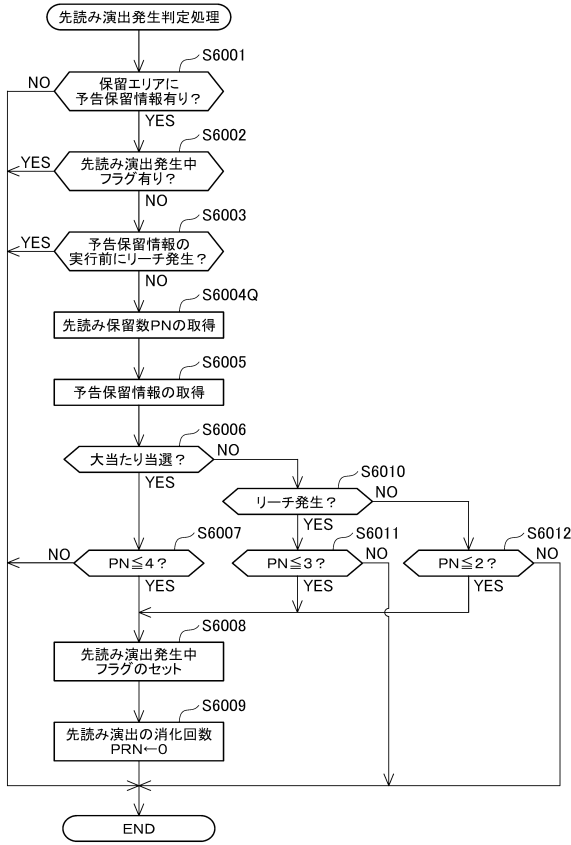 先読み演出発生判定処理
S6001
保留エリアに
予告保留情報有り？
NO
YES
S6002
先読み演出発生中
フラグ有り？
YES
NO
S6003
予告保留情報の
実行前にリーチ発生？
YES
NO
S6004Q
先読み保留数PNの取得
S6005
予告保留情報の取得
S6006
大当たり当選？
NO
YES
S6010
リーチ発生？
NO
YES
S6007
PN≦4？
NO
YES
S6011
PN≦3？
NO
YES
S6012
PN≦2？
NO
YES
S6008
先読み演出発生中
フラグのセット
S6009
先読み演出の消化回数
PRN←0
END